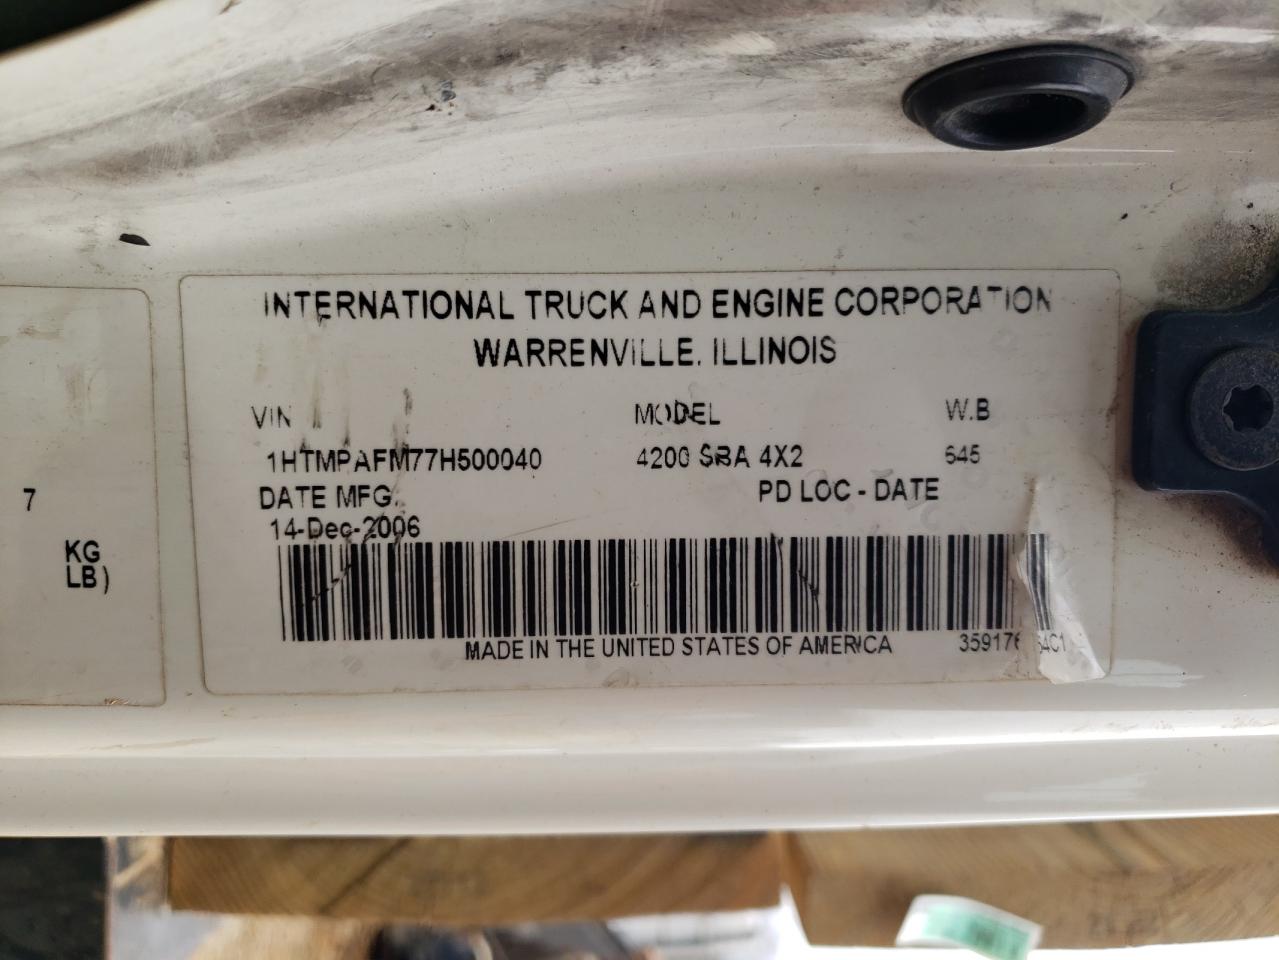 INTERNATIONAL TRUCK AND ENGINE CORPORATION
WARRENVILLE, ILLINOIS
VIN MODEL W.B
1HTMPAFM77H500040 4200 SBA 4X2 645
DATE MFG. PD LOC - DATE
14-Dec-2006
MADE IN THE UNITED STATES OF AMERICA
7
KG
LB)